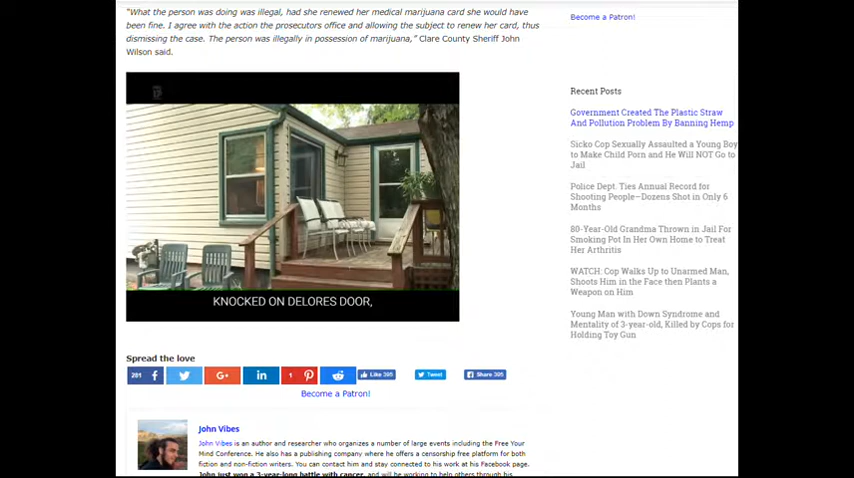 "What the person was doing was illegal, had she renewed her medical marijuana card she would have
been fine. I agree with the action the prosecutors office and allowing the subject to renew her card, thus
dismissing the case. The person was illegally in possession of marijuana," Clare County Sheriff John
Wilson said.
KNOCKED ON DELORES DOOR,
Spread the love
201
1
Like 395
Tweet
Share 395
Become a Patron!
John Vibes
John Vibes is an author and researcher who organizes a number of large events including the Free Your
Mind Conference. He also has a publishing company where he offers a censorship free platform for both
fiction and non-fiction writers. You can contact him and stay connected to his work at his Facebook page.
John just won a 3-year-long battle with cancer, and will be working to help others through his
Become a Patron!
Recent Posts
Government Created The Plastic Straw
And Pollution Problem By Banning Hemp
Sicko Cop Sexually Assaulted a Young Boy
to Make Child Porn and He Will NOT Go to
Jail
Police Dept. Ties Annual Record for
Shooting People—Dozens Shot in Only 6
Months
80-Year-Old Grandma Thrown in Jail For
Smoking Pot In Her Own Home to Treat
Her Arthritis
WATCH: Cop Walks Up to Unarmed Man,
Shoots Him in the Face then Plants a
Weapon on Him
Young Man with Down Syndrome and
Mentality of 3-year-old, Killed by Cops for
Holding Toy Gun